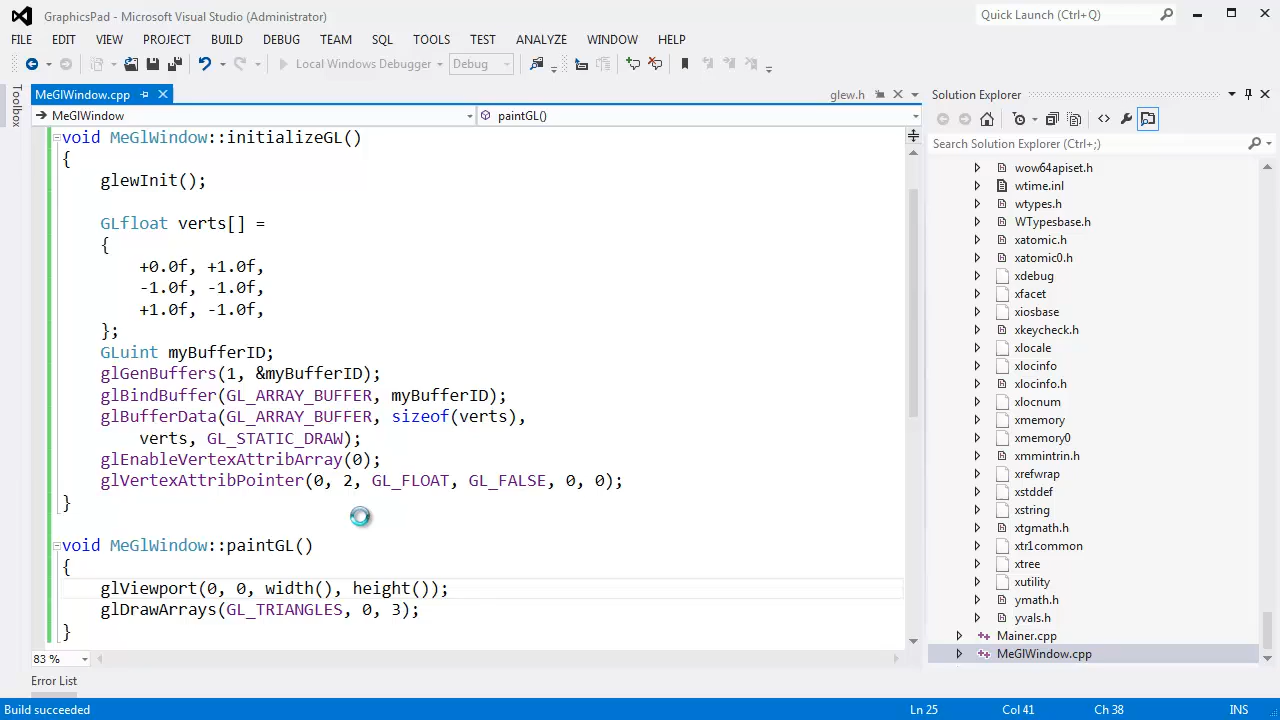 GraphicsPad - Microsoft Visual Studio (Administrator)
Quick Launch (Ctrl+Q)
FILE EDIT VIEW PROJECT BUILD DEBUG TEAM SQL TOOLS TEST ANALYZE WINDOW HELP
Local Windows Debugger Debug
Toolbox
MeGlWindow.cpp
glew.h
MeGlWindow
paintGL()
void MeGlWindow::initializeGL()
{
glewInit();
GLfloat verts[] =
{
+0.0f, +1.0f,
-1.0f, -1.0f,
+1.0f, -1.0f,
};
GLuint myBufferID;
glGenBuffers(1, &myBufferID);
glBindBuffer(GL_ARRAY_BUFFER, myBufferID);
glBufferData(GL_ARRAY_BUFFER, sizeof(verts),
verts, GL_STATIC_DRAW);
glEnableVertexAttribArray(0);
glVertexAttribPointer(0, 2, GL_FLOAT, GL_FALSE, 0, 0);
}
void MeGlWindow::paintGL()
{
glViewport(0, 0, width(), height());
glDrawArrays(GL_TRIANGLES, 0, 3);
}
83 %
Solution Explorer
Search Solution Explorer (Ctrl+;)
wow64apiset.h
wtime.inl
wtypes.h
WTypesbase.h
xatomic.h
xatomic0.h
xdebug
xfacet
xiosbase
xkeycheck.h
xlocale
xlocinfo
xlocinfo.h
xlocnum
xmemory
xmemory0
xmmintrin.h
xrefwrap
xstddef
xstring
xtgmath.h
xtr1common
xtree
xutility
ymath.h
yvals.h
Mainer.cpp
MeGlWindow.cpp
Error List
Build succeeded
Ln 25 Col 41 Ch 38 INS